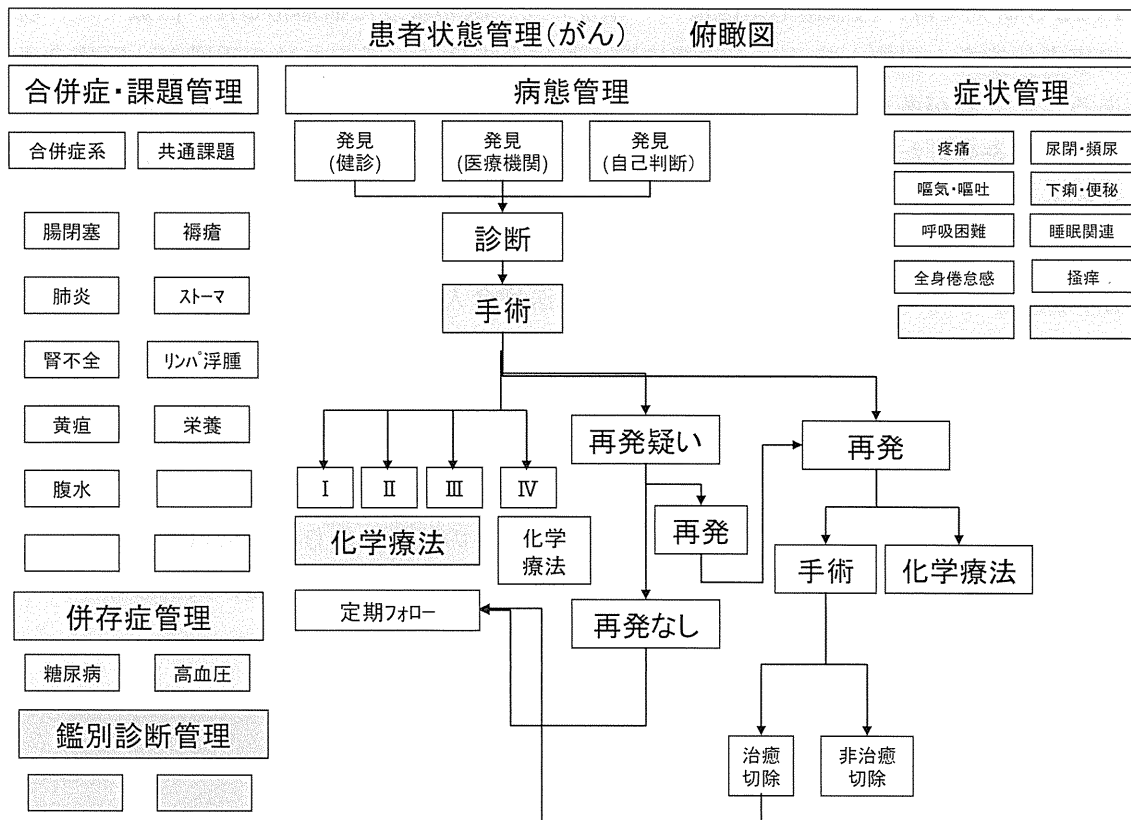 患者状態管理(がん) 俯瞰図
合併症・課題管理
合併症系
共通課題
腸閉塞
褥瘡
肺炎
ストーマ
腎不全
リンパ浮腫
黄疸
栄養
腹水
併存症管理
糖尿病
高血圧
鑑別診断管理
病態管理
発見
(健診)
発見
(医療機関)
発見
(自己判断)
診断
手術
Ⅰ
Ⅱ
Ⅲ
Ⅳ
化学療法
化学
療法
定期フォロー
再発疑い
再発
再発なし
再発
手術
化学療法
治癒
切除
非治癒
切除
症状管理
疼痛
尿閉・頻尿
嘔気・嘔吐
下痢・便秘
呼吸困難
睡眠関連
全身倦怠感
掻痒